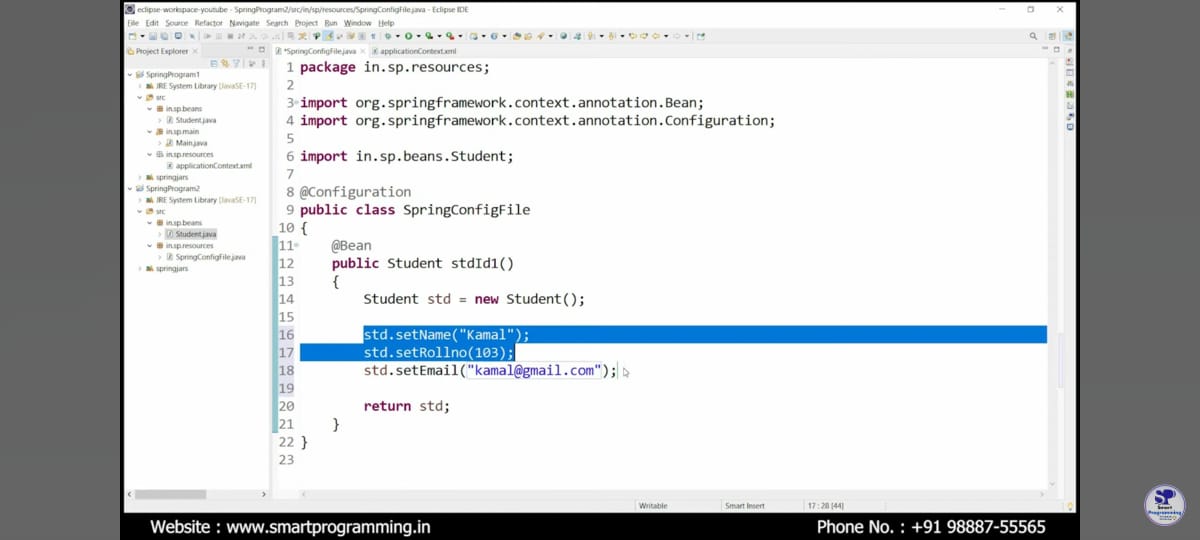 eclipse-workspace-youtube - SpringProgram2/src/in/sp/resources/SpringConfigFile.java - Eclipse IDE
File Edit Source Refactor Navigate Search Project Run Window Help
Project Explorer
*SpringConfigFile.java applicationContext.xml
SpringProgram1
JRE System Library [JavaSE-17]
src
in.sp.beans
Student.java
in.sp.main
Main.java
in.sp.resources
applicationContext.xml
springjars
SpringProgram2
JRE System Library [JavaSE-17]
src
in.sp.beans
Student.java
in.sp.resources
SpringConfigFile.java
springjars
1 package in.sp.resources;
2
3 import org.springframework.context.annotation.Bean;
4 import org.springframework.context.annotation.Configuration;
5
6 import in.sp.beans.Student;
7
8 @Configuration
9 public class SpringConfigFile
10 {
11 @Bean
12 public Student stdId1()
13 {
14 Student std = new Student();
15
16 std.setName("Kamal");
17 std.setRollno(103);
18 std.setEmail("kamal@gmail.com");
19
20 return std;
21 }
22 }
23
Writable Smart Insert 17 : 28 [44]
Website : www.smartprogramming.in Phone No. : +91 98887-55565
SP
Smart
Programming